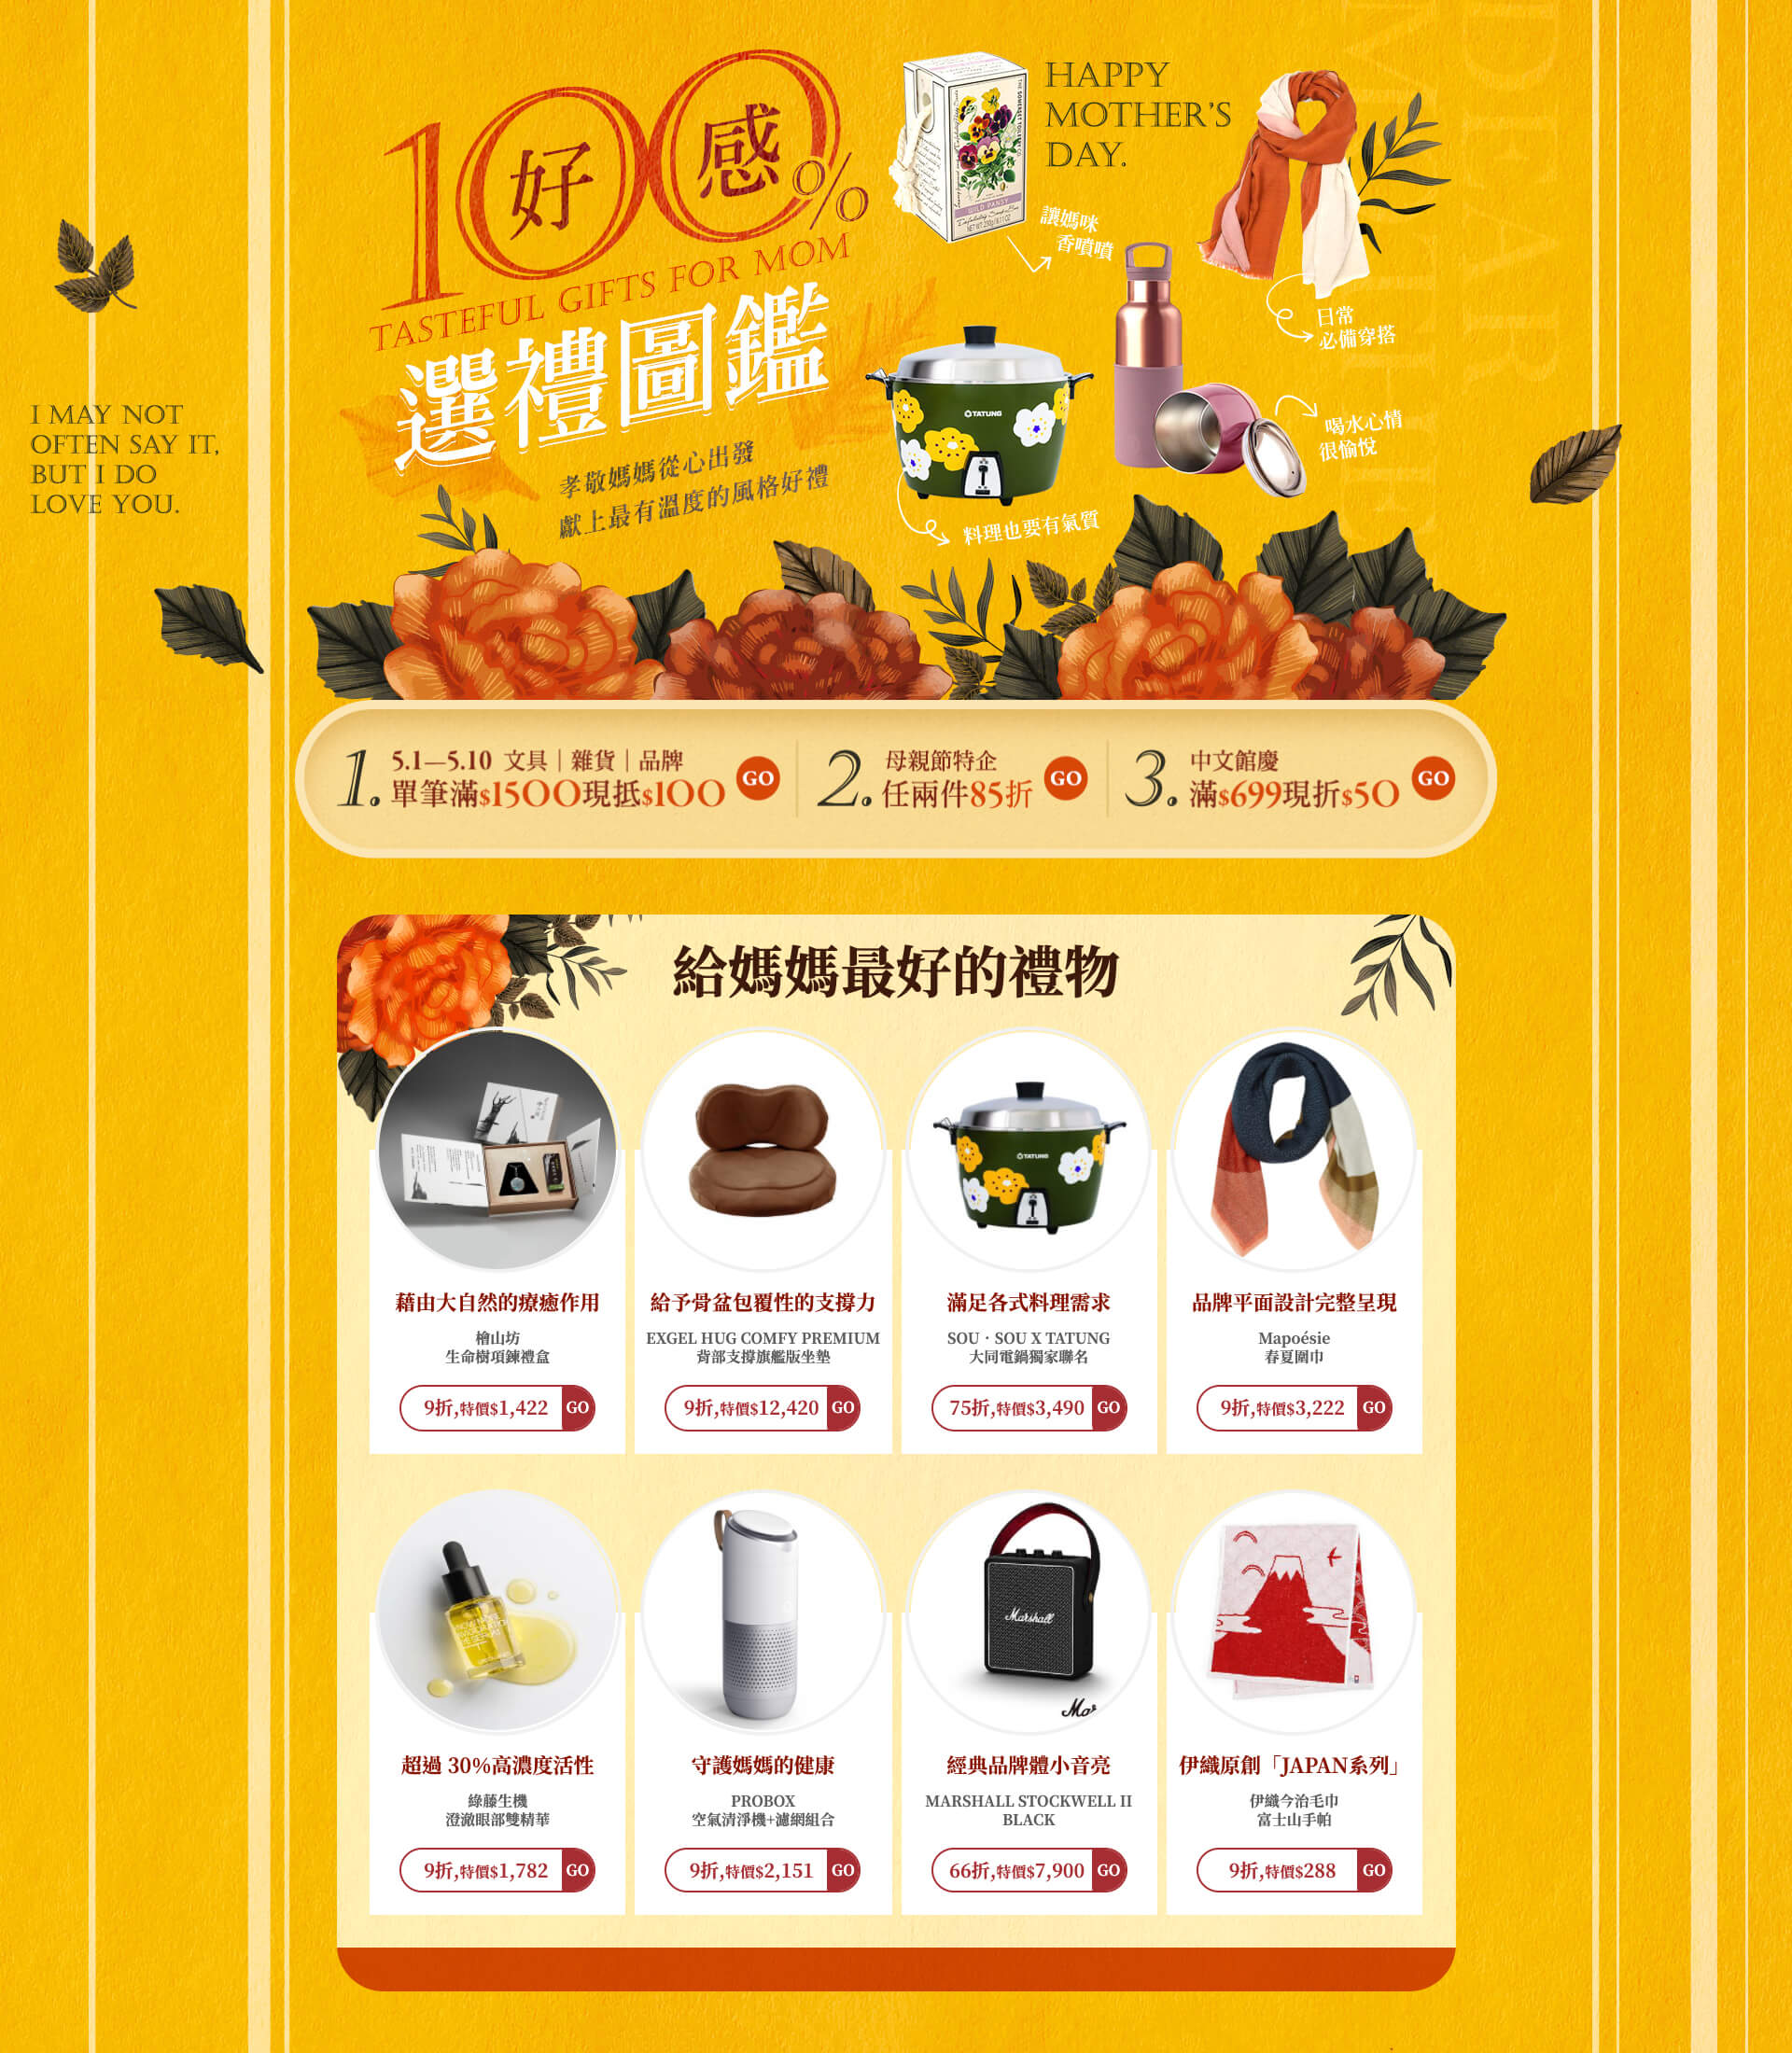 100%
好感
TASTEFUL GIFTS FOR MOM
選禮圖鑑
孝敬媽媽從心出發
獻上最有溫度的風格好禮
HAPPY
MOTHER'S
DAY.
WILD PANSY
讓媽咪
香噴噴
日常
必備穿搭
TATUNG
喝水心情
很愉悅
料理也要有氣質
DEAR
I MAY NOT
OFTEN SAY IT,
BUT I DO
LOVE YOU.
1. 5.1—5.10 文具｜雜貨｜品牌
單筆滿$1500現抵$100 GO
2. 母親節特企
任兩件85折 GO
3. 中文館慶
滿$699現折$50 GO
給媽媽最好的禮物
藉由大自然的療癒作用
檜山坊
生命樹項鍊禮盒
9折,特價$1,422 GO
給予骨盆包覆性的支撐力
EXGEL HUG COMFY PREMIUM
背部支撐旗艦版坐墊
9折,特價$12,420 GO
TATUNG
滿足各式料理需求
SOU．SOU X TATUNG
大同電鍋獨家聯名
75折,特價$3,490 GO
品牌平面設計完整呈現
Mapoésie
春夏圍巾
9折,特價$3,222 GO
超過 30%高濃度活性
綠藤生機
澄澈眼部雙精華
9折,特價$1,782 GO
守護媽媽的健康
PROBOX
空氣清淨機+濾網組合
9折,特價$2,151 GO
Marshall
Mar
經典品牌體小音亮
MARSHALL STOCKWELL II
BLACK
66折,特價$7,900 GO
伊織原創「JAPAN系列」
伊織今治毛巾
富士山手帕
9折,特價$288 GO